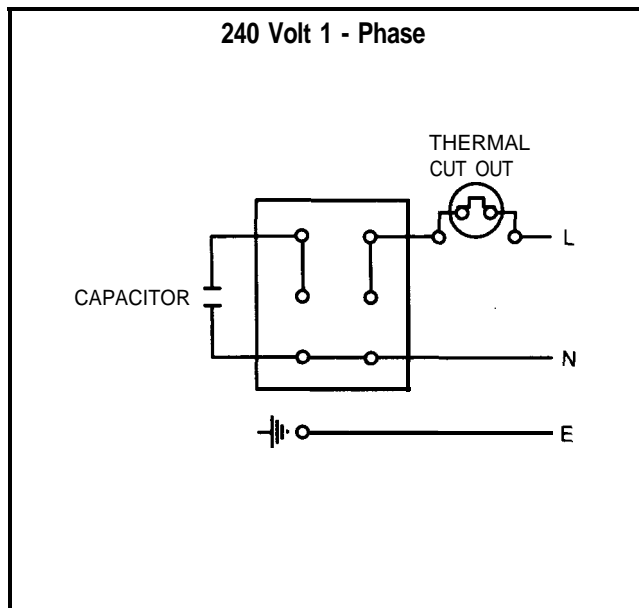 240 Volt 1 - Phase
THERMAL
CUT OUT
L
CAPACITOR
N
E